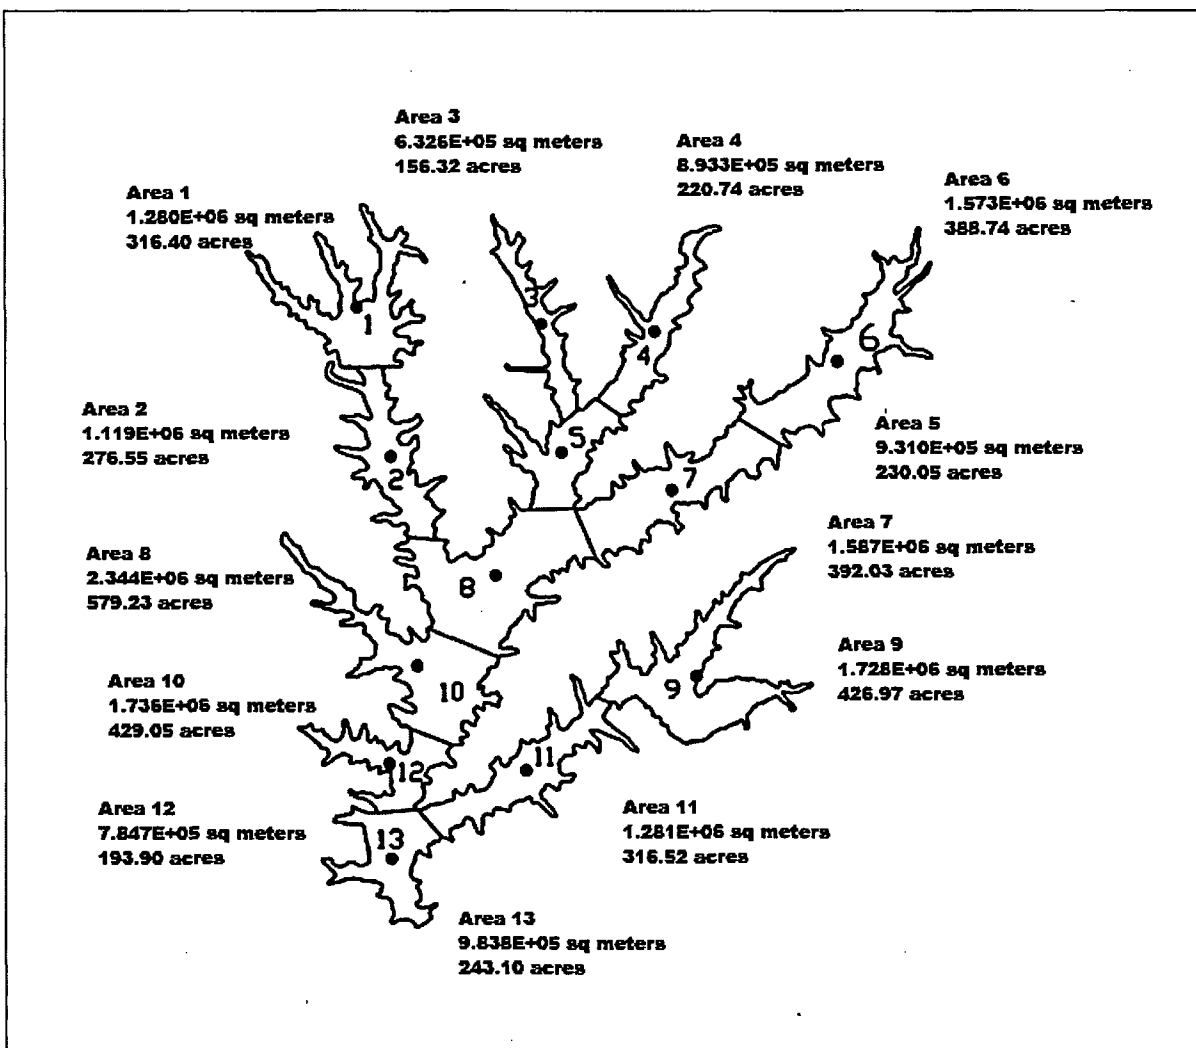 Area 3
6.326E+05 sq meters
156.32 acres
Area 4
8.933E+05 sq meters
220.74 acres
Area 6
1.573E+06 sq meters
388.74 acres
Area 1
1.280E+06 sq meters
316.40 acres
3
1
4
6
Area 2
1.119E+06 sq meters
276.55 acres
Area 5
9.310E+05 sq meters
230.05 acres
5
2
7
Area 7
1.587E+06 sq meters
392.03 acres
Area 8
2.344E+06 sq meters
579.23 acres
8
Area 9
1.728E+06 sq meters
426.97 acres
9
10
Area 10
1.736E+06 sq meters
429.05 acres
11
12
Area 12
7.847E+05 sq meters
193.90 acres
Area 11
1.281E+06 sq meters
316.52 acres
13
Area 13
9.838E+05 sq meters
243.10 acres